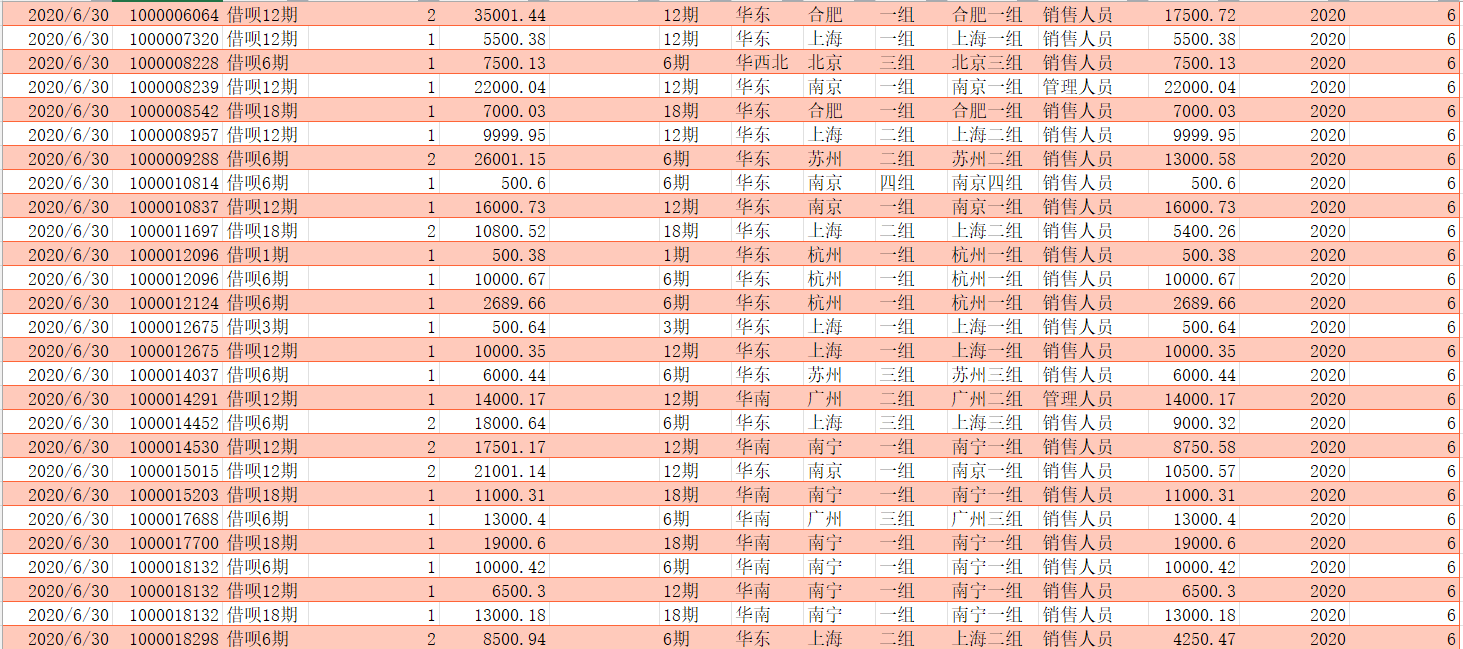 2020/6/30 1000006064 借呗12期 2 35001.44 12期 华东 合肥 一组 合肥一组 销售人员 17500.72 2020 6
2020/6/30 1000007320 借呗12期 1 5500.38 12期 华东 上海 一组 上海一组 销售人员 5500.38 2020 6
2020/6/30 1000008228 借呗6期 1 7500.13 6期 华西北 北京 三组 北京三组 销售人员 7500.13 2020 6
2020/6/30 1000008239 借呗12期 1 22000.04 12期 华东 南京 一组 南京一组 管理人员 22000.04 2020 6
2020/6/30 1000008542 借呗18期 1 7000.03 18期 华东 合肥 一组 合肥一组 销售人员 7000.03 2020 6
2020/6/30 1000008957 借呗12期 1 9999.95 12期 华东 上海 二组 上海二组 销售人员 9999.95 2020 6
2020/6/30 1000009288 借呗6期 2 26001.15 6期 华东 苏州 二组 苏州二组 销售人员 13000.58 2020 6
2020/6/30 1000010814 借呗6期 1 500.6 6期 华东 南京 四组 南京四组 销售人员 500.6 2020 6
2020/6/30 1000010837 借呗12期 1 16000.73 12期 华东 南京 一组 南京一组 销售人员 16000.73 2020 6
2020/6/30 1000011697 借呗18期 2 10800.52 18期 华东 上海 二组 上海二组 销售人员 5400.26 2020 6
2020/6/30 1000012096 借呗1期 1 500.38 1期 华东 杭州 一组 杭州一组 销售人员 500.38 2020 6
2020/6/30 1000012096 借呗6期 1 10000.67 6期 华东 杭州 一组 杭州一组 销售人员 10000.67 2020 6
2020/6/30 1000012124 借呗6期 1 2689.66 6期 华东 杭州 一组 杭州一组 销售人员 2689.66 2020 6
2020/6/30 1000012675 借呗3期 1 500.64 3期 华东 上海 一组 上海一组 销售人员 500.64 2020 6
2020/6/30 1000012675 借呗12期 1 10000.35 12期 华东 上海 一组 上海一组 销售人员 10000.35 2020 6
2020/6/30 1000014037 借呗6期 1 6000.44 6期 华东 苏州 三组 苏州三组 销售人员 6000.44 2020 6
2020/6/30 1000014291 借呗12期 1 14000.17 12期 华南 广州 二组 广州二组 管理人员 14000.17 2020 6
2020/6/30 1000014452 借呗6期 2 18000.64 6期 华东 上海 三组 上海三组 销售人员 9000.32 2020 6
2020/6/30 1000014530 借呗12期 2 17501.17 12期 华南 南宁 一组 南宁一组 销售人员 8750.58 2020 6
2020/6/30 1000015015 借呗12期 2 21001.14 12期 华东 南京 一组 南京一组 销售人员 10500.57 2020 6
2020/6/30 1000015203 借呗18期 1 11000.31 18期 华南 南宁 一组 南宁一组 销售人员 11000.31 2020 6
2020/6/30 1000017688 借呗6期 1 13000.4 6期 华南 广州 三组 广州三组 销售人员 13000.4 2020 6
2020/6/30 1000017700 借呗18期 1 19000.6 18期 华南 南宁 一组 南宁一组 销售人员 19000.6 2020 6
2020/6/30 1000018132 借呗6期 1 10000.42 6期 华南 南宁 一组 南宁一组 销售人员 10000.42 2020 6
2020/6/30 1000018132 借呗12期 1 6500.3 12期 华南 南宁 一组 南宁一组 销售人员 6500.3 2020 6
2020/6/30 1000018132 借呗18期 1 13000.18 18期 华南 南宁 一组 南宁一组 销售人员 13000.18 2020 6
2020/6/30 1000018298 借呗6期 2 8500.94 6期 华东 上海 二组 上海二组 销售人员 4250.47 2020 6